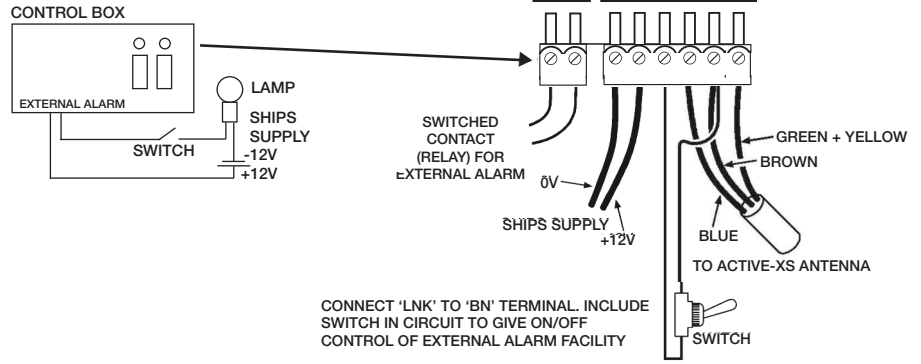 CONTROL BOX
EXTERNAL ALARM
LAMP
SHIPS
SUPPLY
-12V
+12V
SWITCH
SWITCHED
CONTACT
(RELAY) FOR
EXTERNAL ALARM
0V
SHIPS SUPPLY
+12V
GREEN + YELLOW
BROWN
BLUE
TO ACTIVE-XS ANTENNA
CONNECT ‘LNK’ TO ‘BN’ TERMINAL. INCLUDE
SWITCH IN CIRCUIT TO GIVE ON/OFF
CONTROL OF EXTERNAL ALARM FACILITY
SWITCH